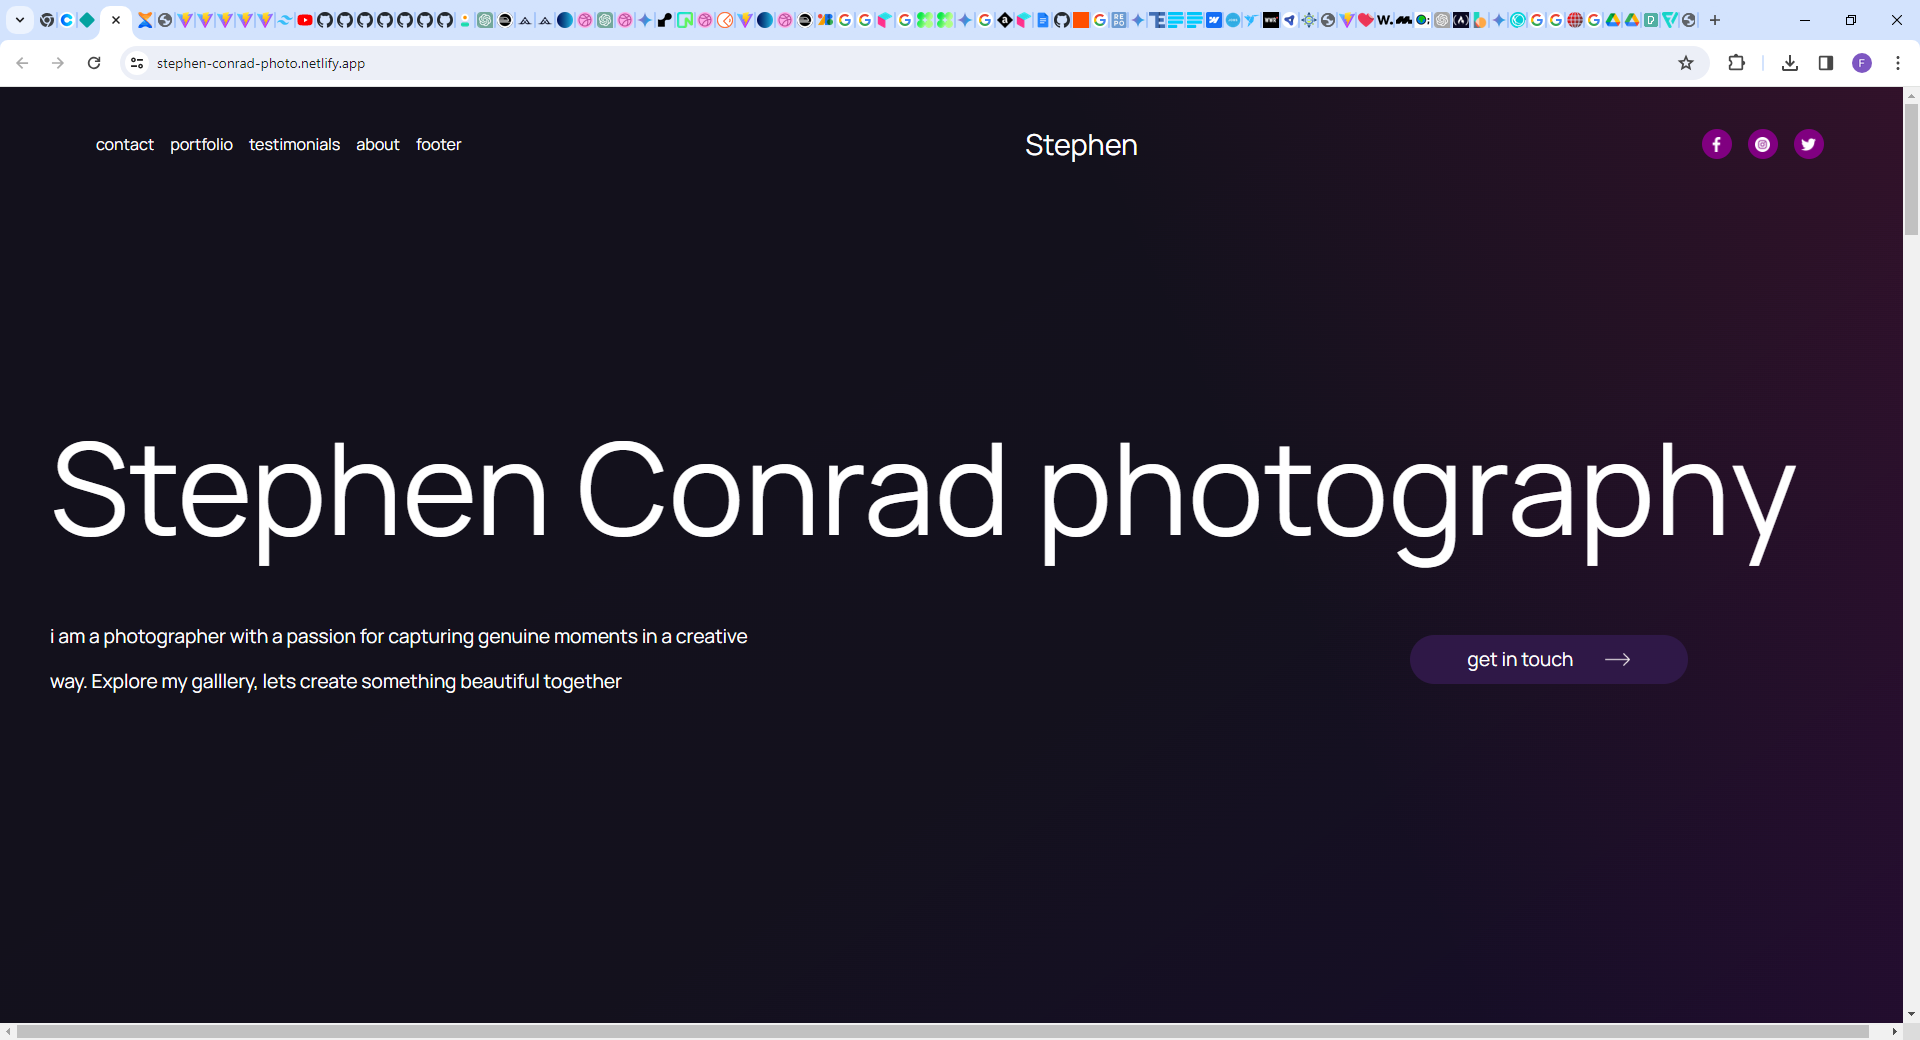 stephen-conrad-photo.netlify.app
F
contact portfolio testimonials about footer
Stephen
Stephen Conrad photography
i am a photographer with a passion for capturing genuine moments in a creative
way. Explore my galllery, lets create something beautiful together
get in touch